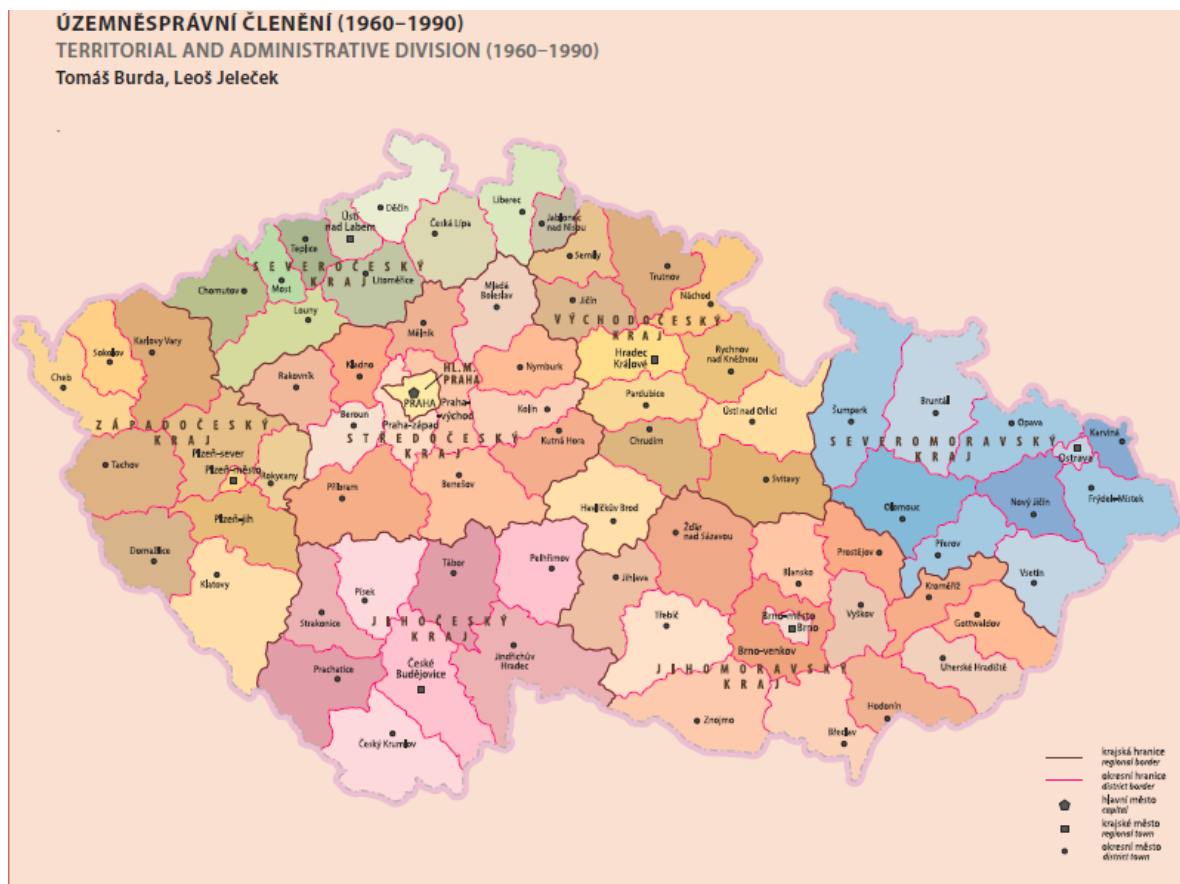 ÚZEMNĚSPRÁVNÍ ČLENĚNÍ (1960–1990)
TERRITORIAL AND ADMINISTRATIVE DIVISION (1960–1990)
Tomáš Burda, Leoš Jeleček
Děčín
Liberec
Ústí
nad Labem
Česká Lípa
Jablonec
nad Nisou
Teplice
Semily
Trutnov
SEVEROČESKÝ
KRAJ
Litoměřice
Most
Chomutov
Mladá
Boleslav
Jičín
Náchod
Louny
Mělník
VÝCHODOČESKÝ
KRAJ
Karlovy Vary
Sokolov
Cheb
Hradec
Králové
Rychnov
nad Kněžnou
Rakovník
Kladno
HL. M.
PRAHA
Nymburk
PRAHA
Praha-
východ
Pardubice
Beroun
Praha-západ
Kolín
Ústí nad Orlicí
Šumperk
Bruntál
Opava
Karviná
ZÁPADOČESKÝ
KRAJ
STŘEDOČESKÝ
KRAJ
Kutná Hora
Chrudim
SEVEROMORAVSKÝ
KRAJ
Ostrava
Tachov
Plzeň-sever
Plzeň-město
Rokycany
Příbram
Benešov
Svitavy
Frýdek-Místek
Plzeň-jih
Havlíčkův Brod
Olomouc
Nový Jičín
Domažlice
Klatovy
Tábor
Pelhřimov
Žďár
nad Sázavou
Prostějov
Přerov
Písek
Jihlava
Blansko
Vsetín
Kroměříž
Strakonice
JIHOČESKÝ
KRAJ
Třebíč
Brno-město
Brno
Vyškov
Gottwaldov
Brno-venkov
Jindřichův
Hradec
Prachatice
České
Budějovice
JIHOMORAVSKÝ
KRAJ
Uherské Hradiště
Hodonín
Znojmo
Břeclav
Český Krumlov
krajská hranice
regional border
okresní hranice
district border
hlavní město
capital
krajské město
regional town
okresní město
district town